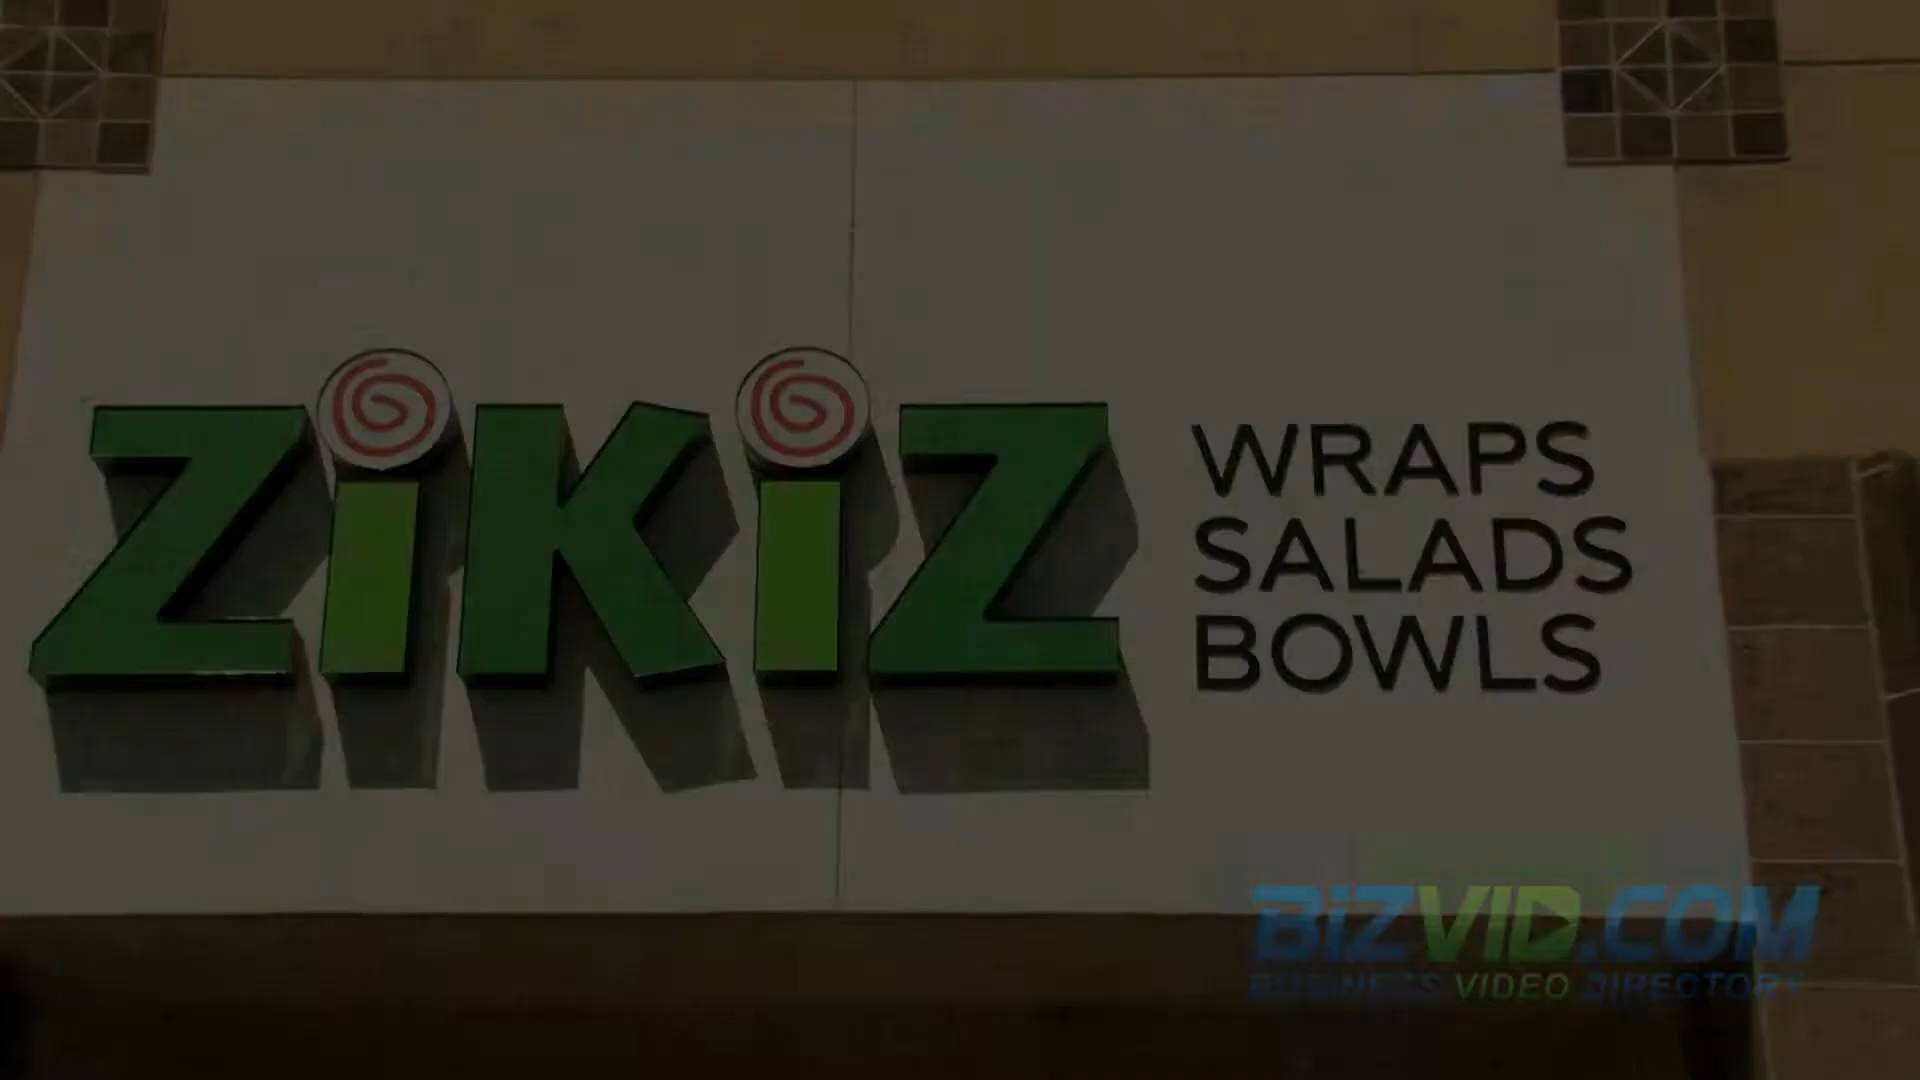 ZiKiZ
WRAPS
SALADS
BOWLS
BiZVID.COM
BUSINESS VIDEO DIRECTORY